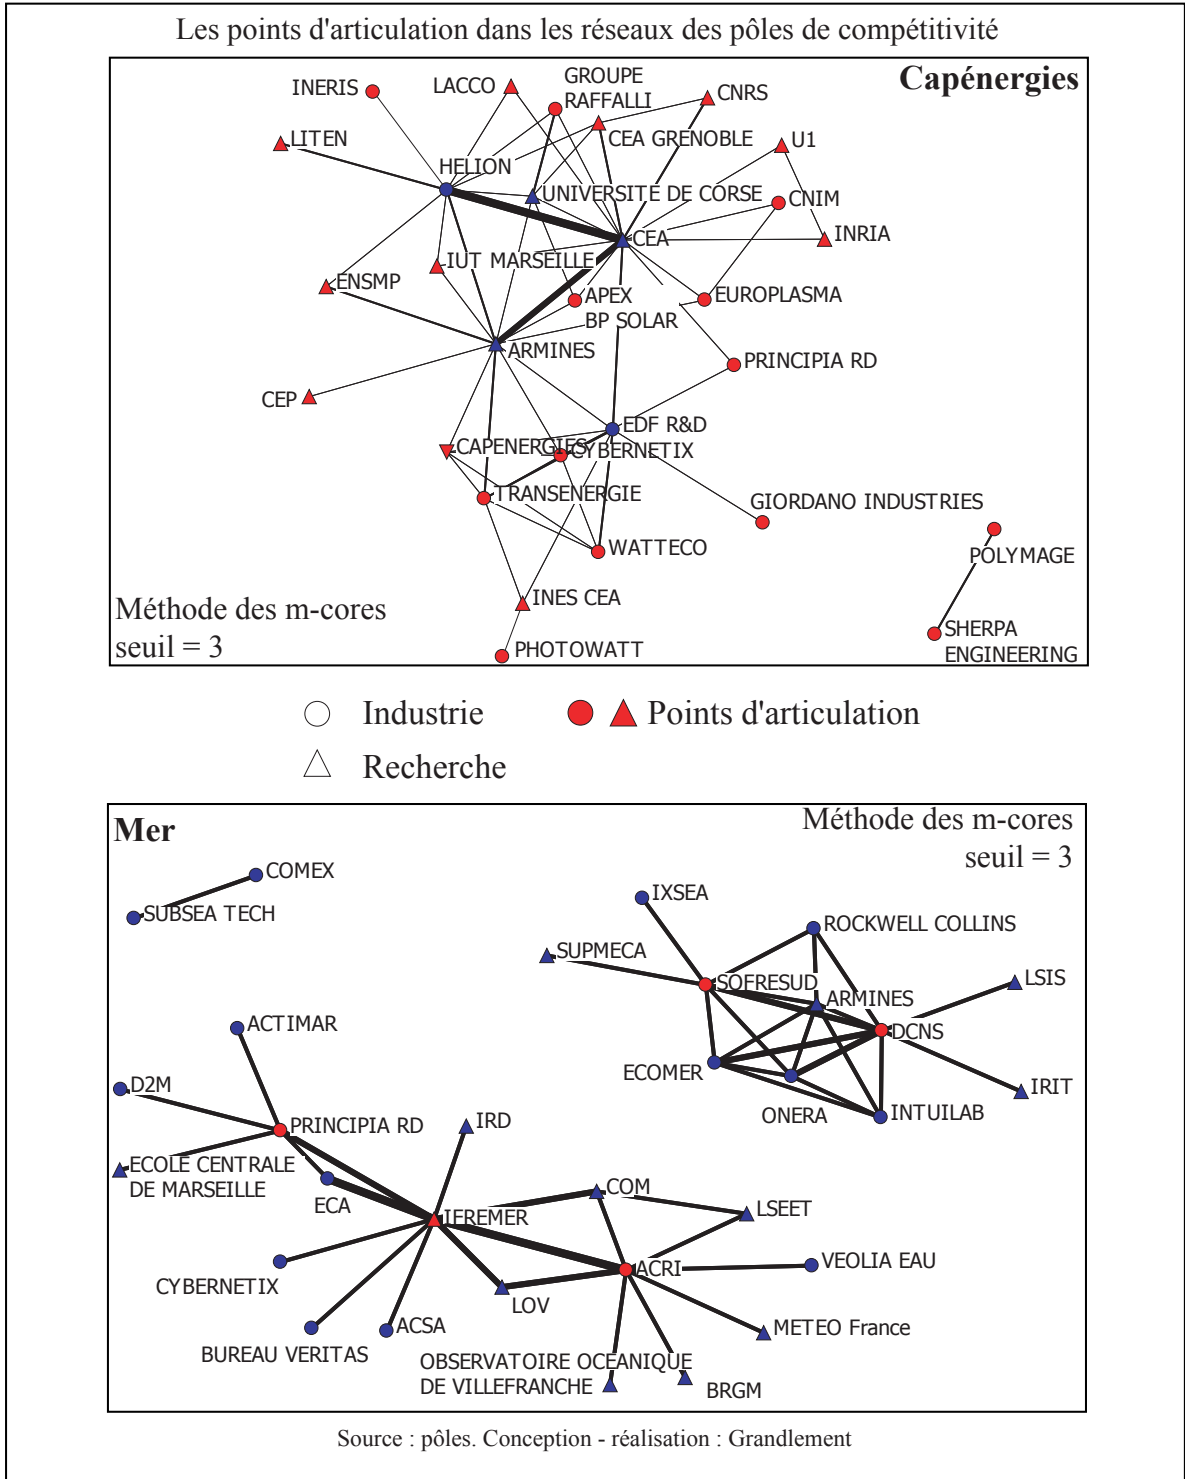 Les points d'articulation dans les réseaux des pôles de compétitivité
Capénergies
INERIS
LACCO
GROUPE
RAFFALLI
CNRS
LITEN
CEA GRENOBLE
U1
HELION
UNIVERSITE DE CORSE
CNIM
CEA
INRIA
IUT MARSEILLE
ENSMP
APEX
EUROPLASMA
BP SOLAR
ARMINES
PRINCIPIA RD
CEP
EDF R&D
CAPENERGIES
CYBERNETIX
TRANSENERGIE
GIORDANO INDUSTRIES
WATTECO
POLYMAGE
INES CEA
Méthode des m-cores
seuil = 3
SHERPA
ENGINEERING
PHOTOWATT
Industrie
Points d'articulation
Recherche
Mer
Méthode des m-cores
seuil = 3
COMEX
SUBSEA TECH
IXSEA
ROCKWELL COLLINS
SUPMECA
SOFRESUD
LSIS
ARMINES
ACTIMAR
DCNS
ECOMER
D2M
IRIT
ONERA
INTUILAB
PRINCIPIA RD
IRD
ECOLE CENTRALE
DE MARSEILLE
ECA
COM
IFREMER
LSEET
CYBERNETIX
ACRI
VEOLIA EAU
LOV
ACSA
METEO France
BUREAU VERITAS
OBSERVATOIRE OCEANIQUE
DE VILLEFRANCHE
BRGM
Source : pôles. Conception - réalisation : Grandlement